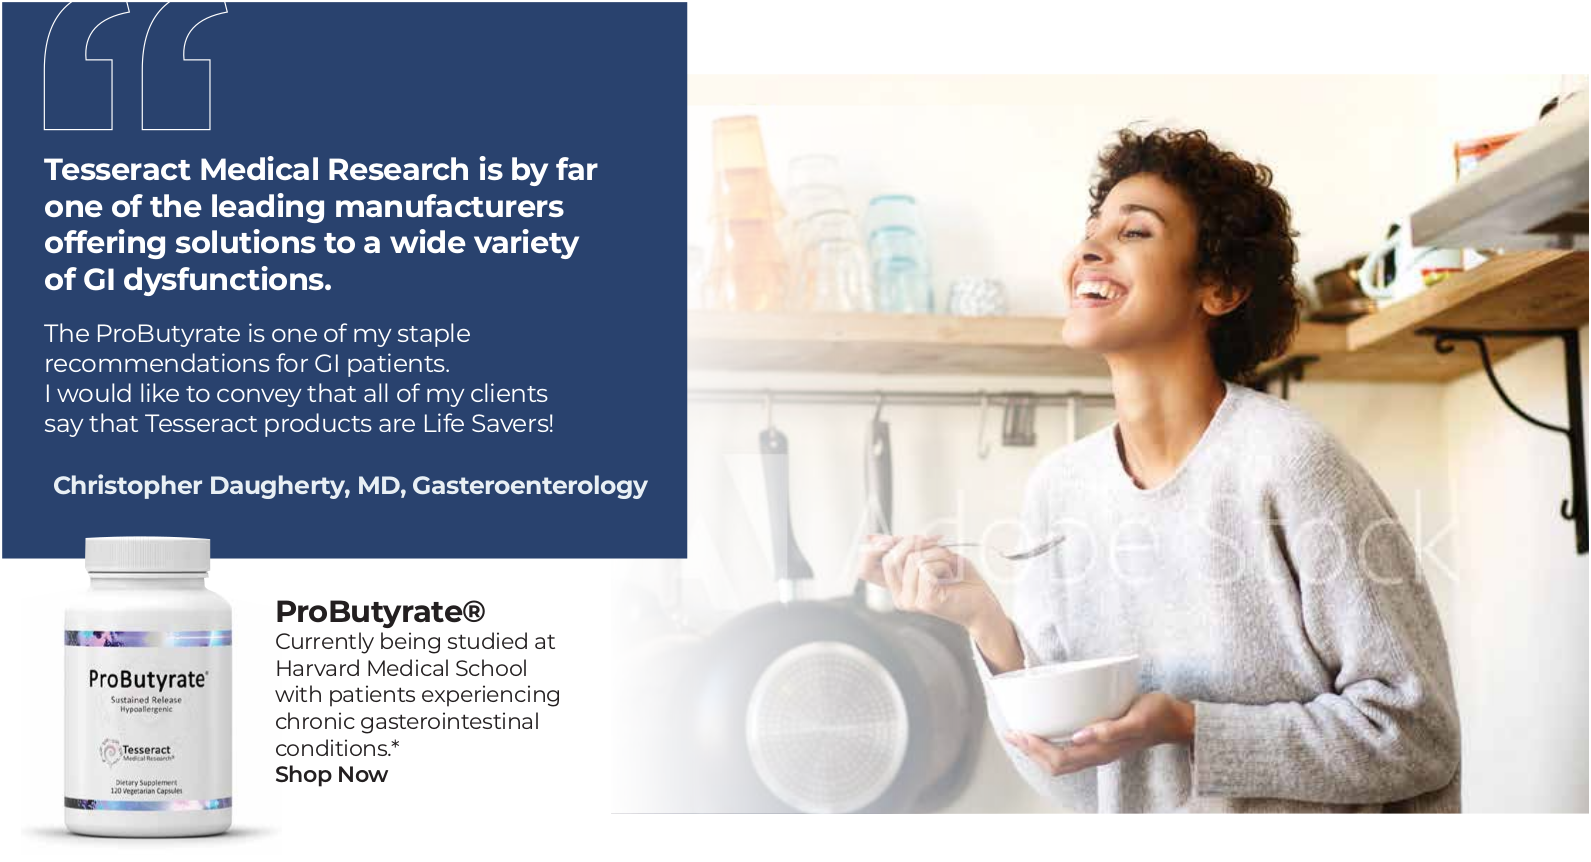 Tesseract Medical Research is by far
one of the leading manufacturers
offering solutions to a wide variety
of GI dysfunctions.
The ProButyrate is one of my staple
recommendations for GI patients.
I would like to convey that all of my clients
say that Tesseract products are Life Savers!
Christopher Daugherty, MD, Gasteroenterology
ProButyrate®
Currently being studied at
Harvard Medical School
with patients experiencing
chronic gasterointestinal
conditions.*
Shop Now
ProButyrate®
Sustained Release
Hypoallergenic
Tesseract
Medical Research®
Dietary Supplement
120 Vegetarian Capsules
Adobe Stock